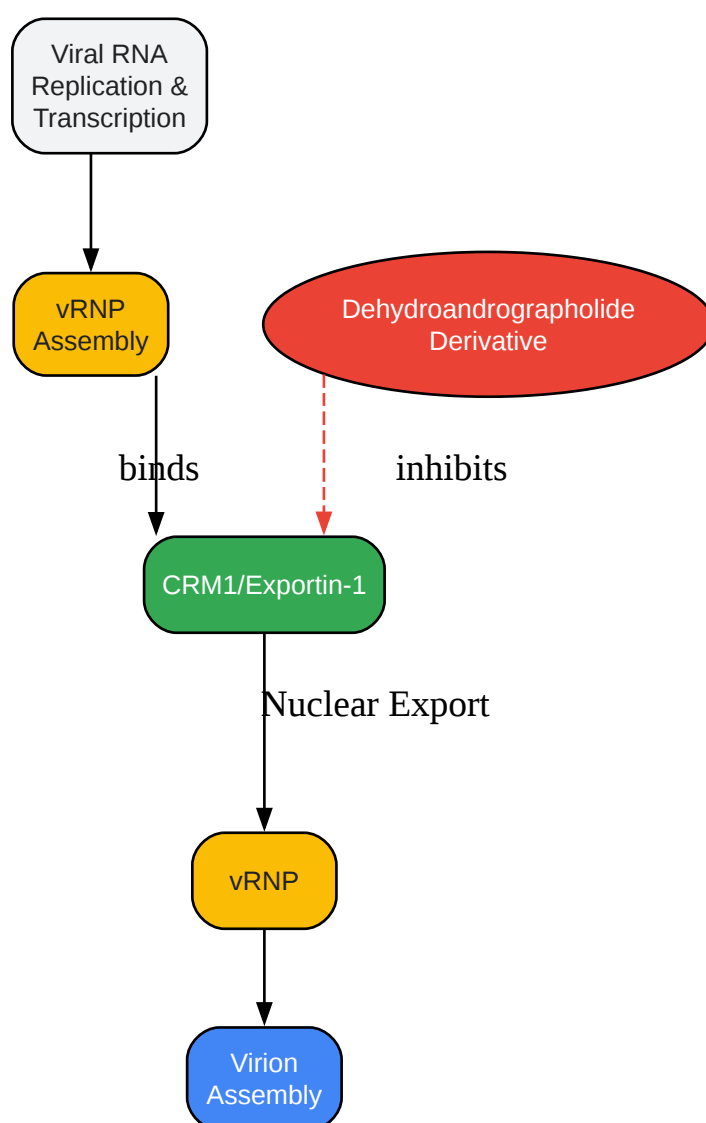 Viral RNA
Replication &
Transcription
vRNP
Assembly
Dehydroandrographolide
Derivative
binds
inhibits
CRM1/Exportin-1
Nuclear Export
vRNP
Virion
Assembly